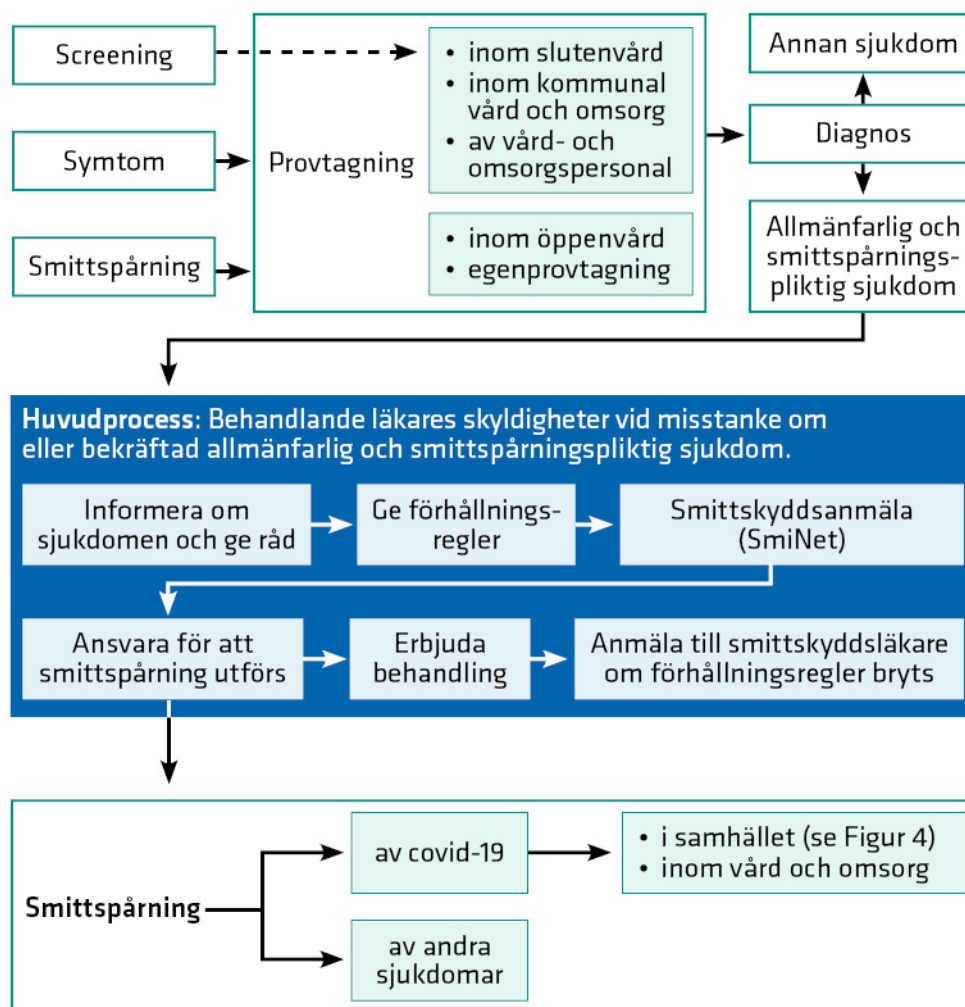 Screening
Symtom
Smittspårning
Provtagning
• inom slutenvård
• inom kommunal
vård och omsorg
• av vård- och
omsorgspersonal
• inom öppenvård
• egenprovtagning
Annan sjukdom
Diagnos
Allmänfarlig och
smittspårnings-
pliktig sjukdom
Huvudprocess: Behandlande läkares skyldigheter vid misstanke om
eller bekräftad allmänfarlig och smittspårningspliktig sjukdom.
Informera om
sjukdomen och ge råd
Ge förhållnings-
regler
Smittskyddsanmäla
(SmiNet)
Ansvara för att
smittspårning utförs
Erbjuda
behandling
Anmäla till smittskyddsläkare
om förhållningsregler bryts
Smittspårning
av covid-19
• i samhället (se Figur 4)
• inom vård och omsorg
av andra
sjukdomar